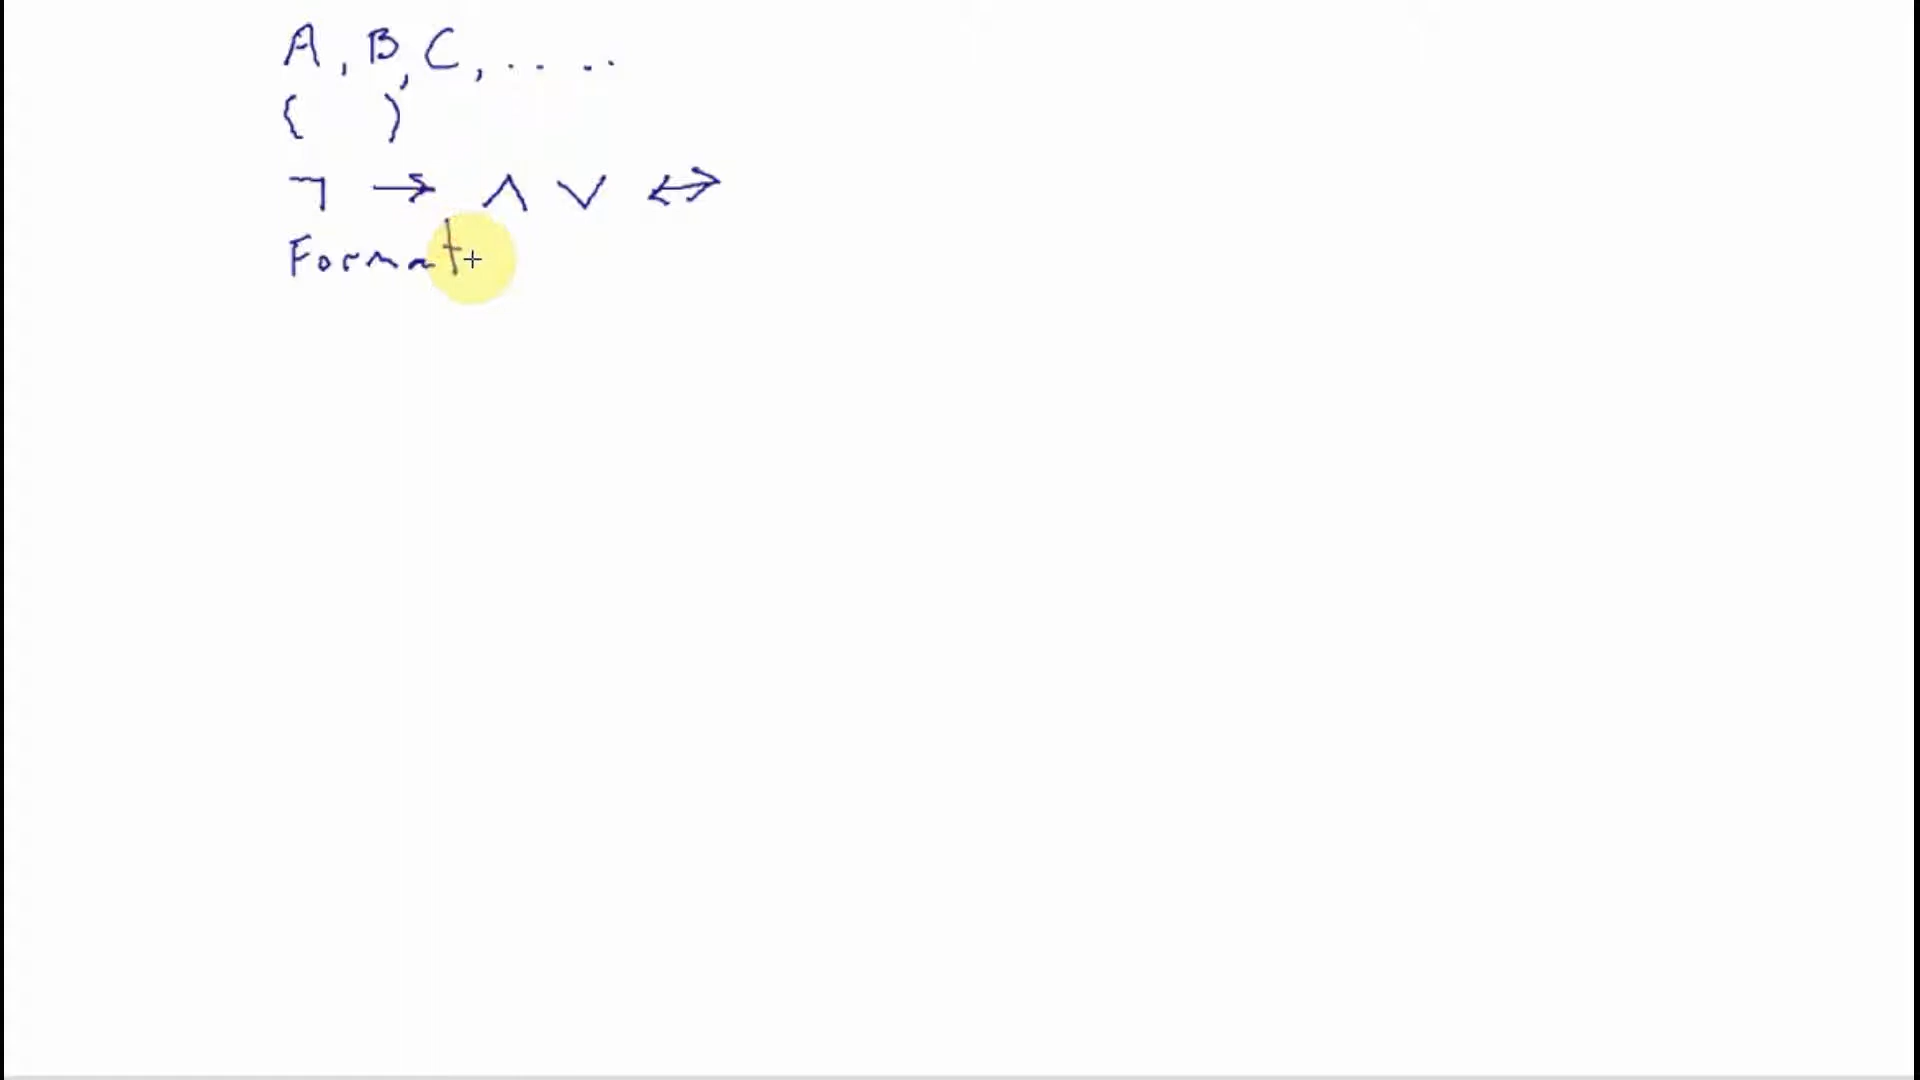 A, B, C, ....
( )
¬ → ∧ ∨ ↔
Format